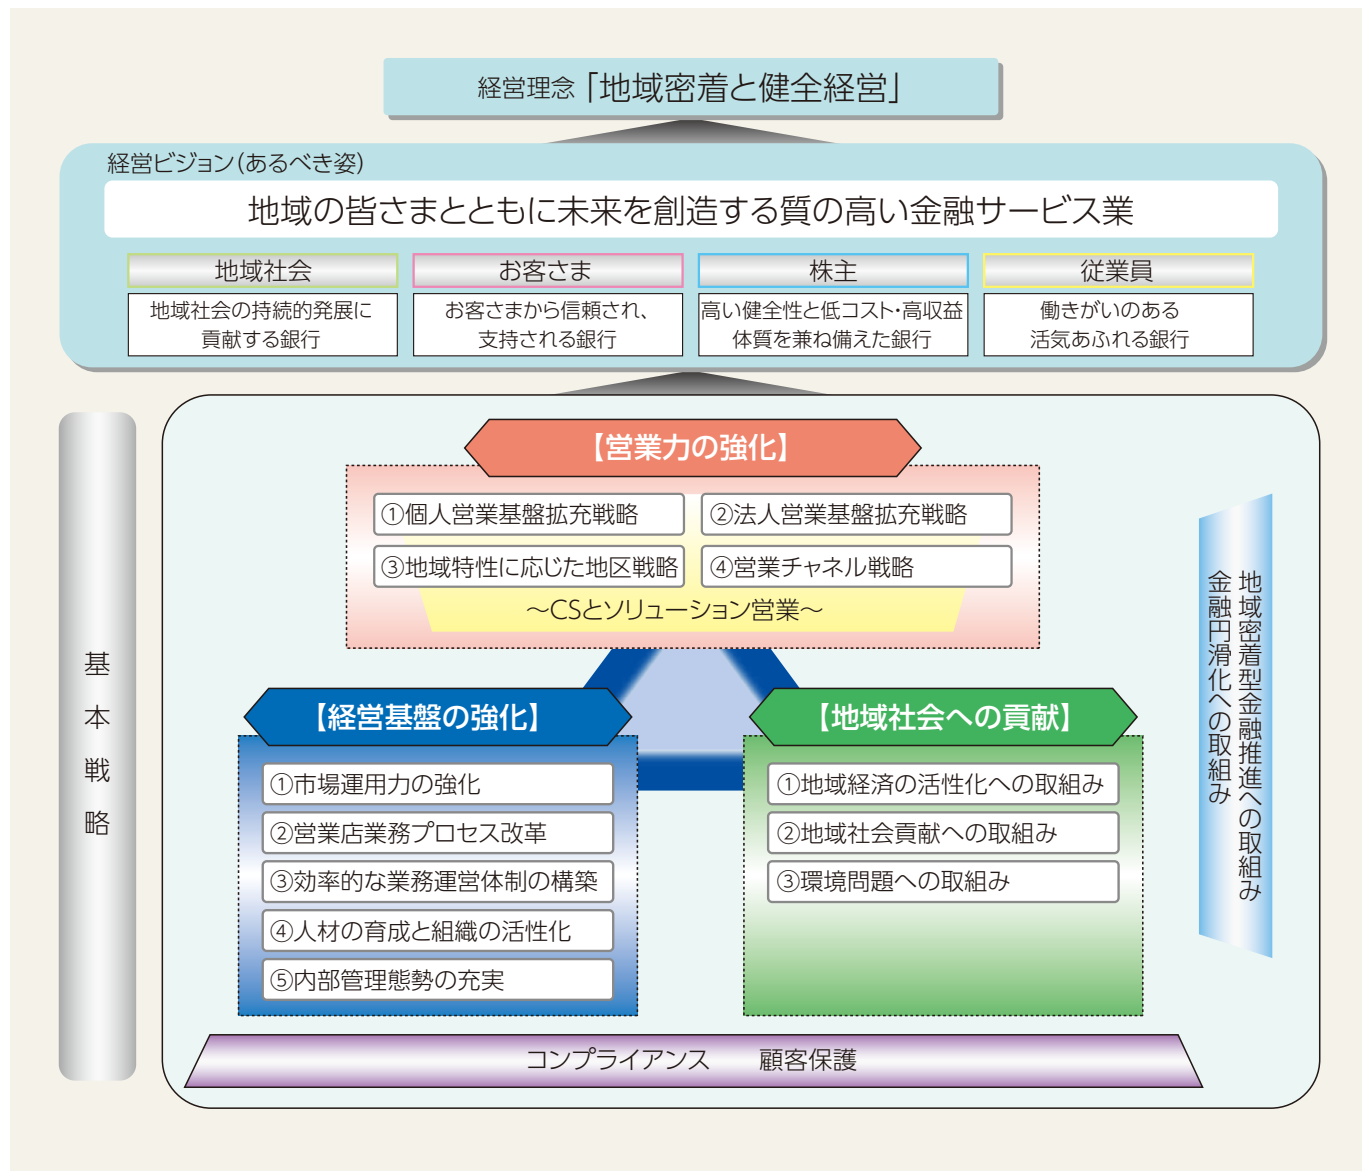 経営理念「地域密着と健全経営」
経営ビジョン（あるべき姿）
地域の皆さまとともに未来を創造する質の高い金融サービス業
地域社会
地域社会の持続的発展に
貢献する銀行
お客さま
お客さまから信頼され、
支持される銀行
株主
高い健全性と低コスト・高収益
体質を兼ね備えた銀行
従業員
働きがいのある
活気あふれる銀行
基本戦略
【営業力の強化】
①個人営業基盤拡充戦略
②法人営業基盤拡充戦略
③地域特性に応じた地区戦略
④営業チャネル戦略
～CSとソリューション営業～
【経営基盤の強化】
①市場運用力の強化
②営業店業務プロセス改革
③効率的な業務運営体制の構築
④人材の育成と組織の活性化
⑤内部管理態勢の充実
【地域社会への貢献】
①地域経済の活性化への取組み
②地域社会貢献への取組み
③環境問題への取組み
地域密着型金融推進への取組み
金融円滑化への取組み
コンプライアンス　顧客保護